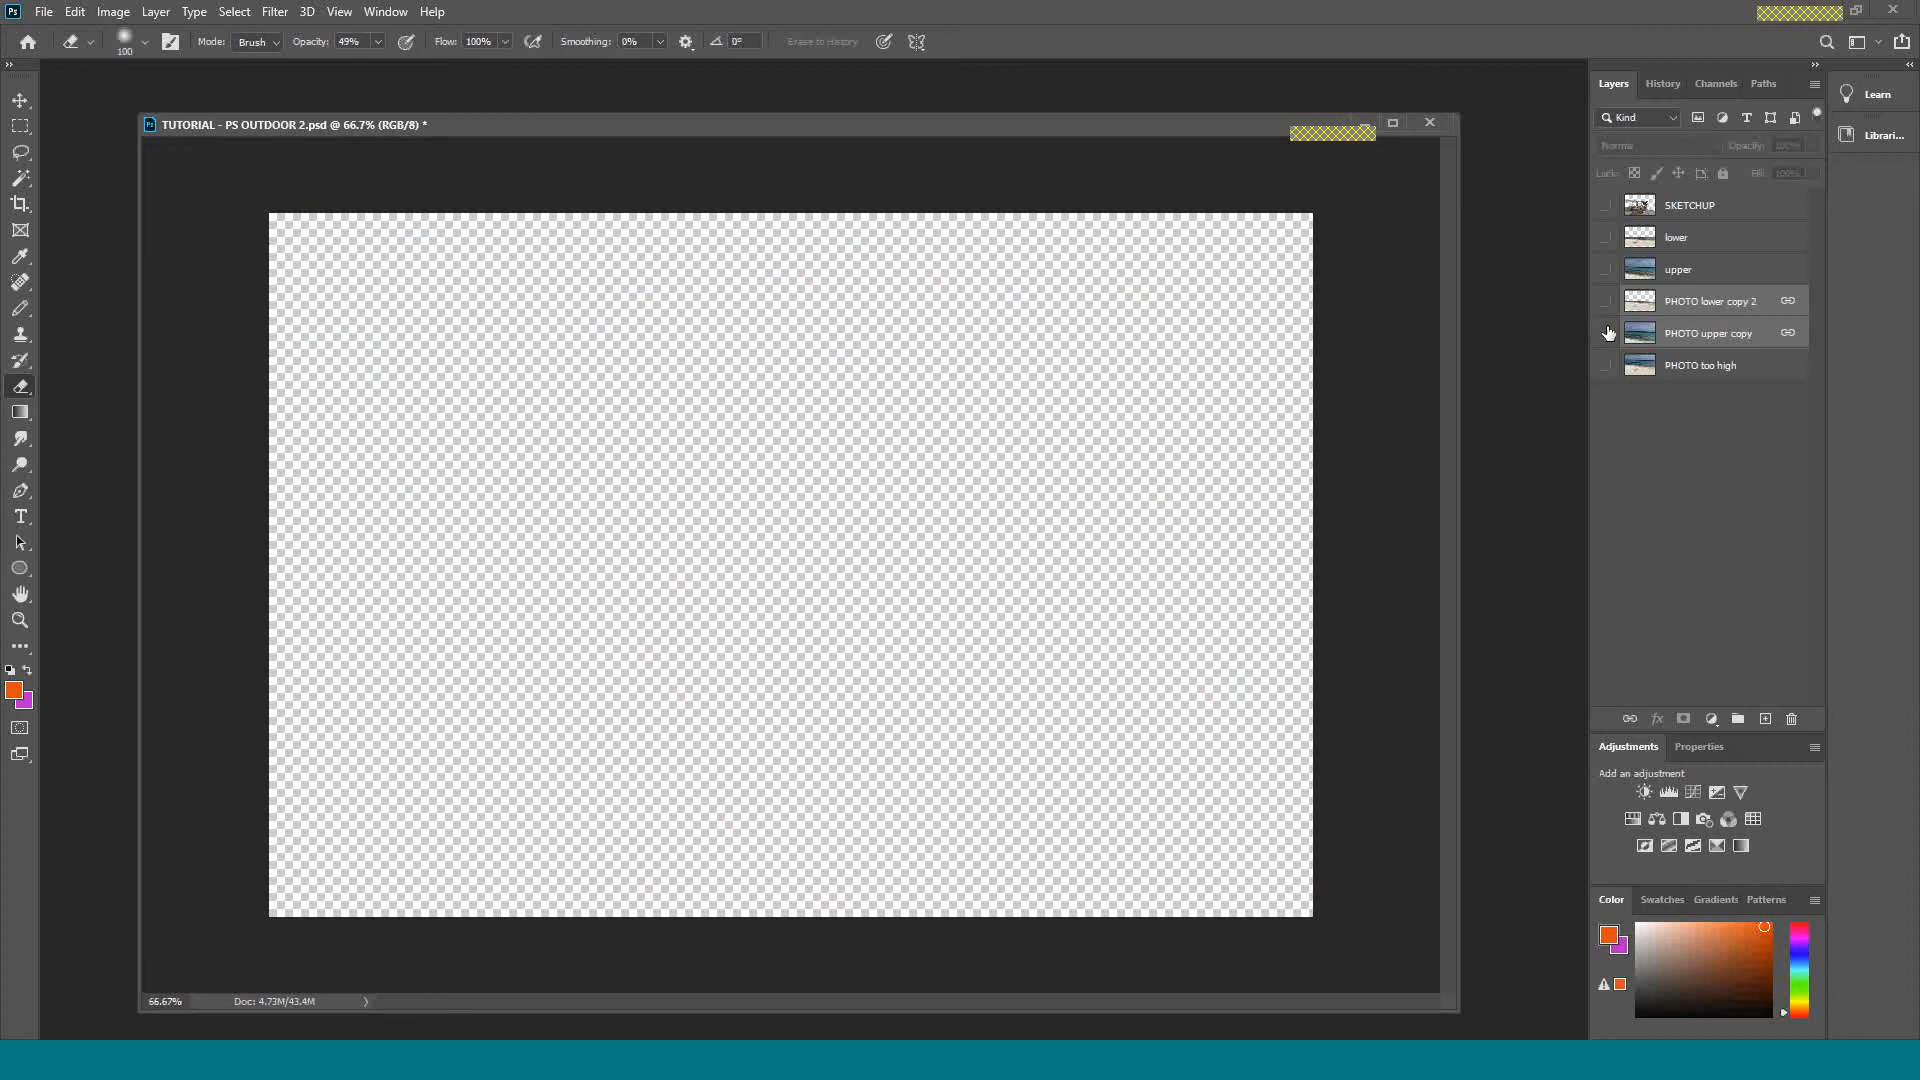 Ps File Edit Image Layer Type Select Filter 3D View Window Help
100 Mode: Brush Opacity: 49% Flow: 100% Smoothing: 0% 0° Erase to History
TUTORIAL - PS OUTDOOR 2.psd @ 66.7% (RGB/8) *
Layers History Channels Paths
Learn
Kind
Librari...
Normal Opacity: 100%
Lock: Fill: 100%
SKETCHUP
lower
upper
PHOTO lower copy 2
PHOTO upper copy
PHOTO too high
fx
Adjustments Properties
Add an adjustment
Color Swatches Gradients Patterns
66.67% Doc: 4.73M/43.4M